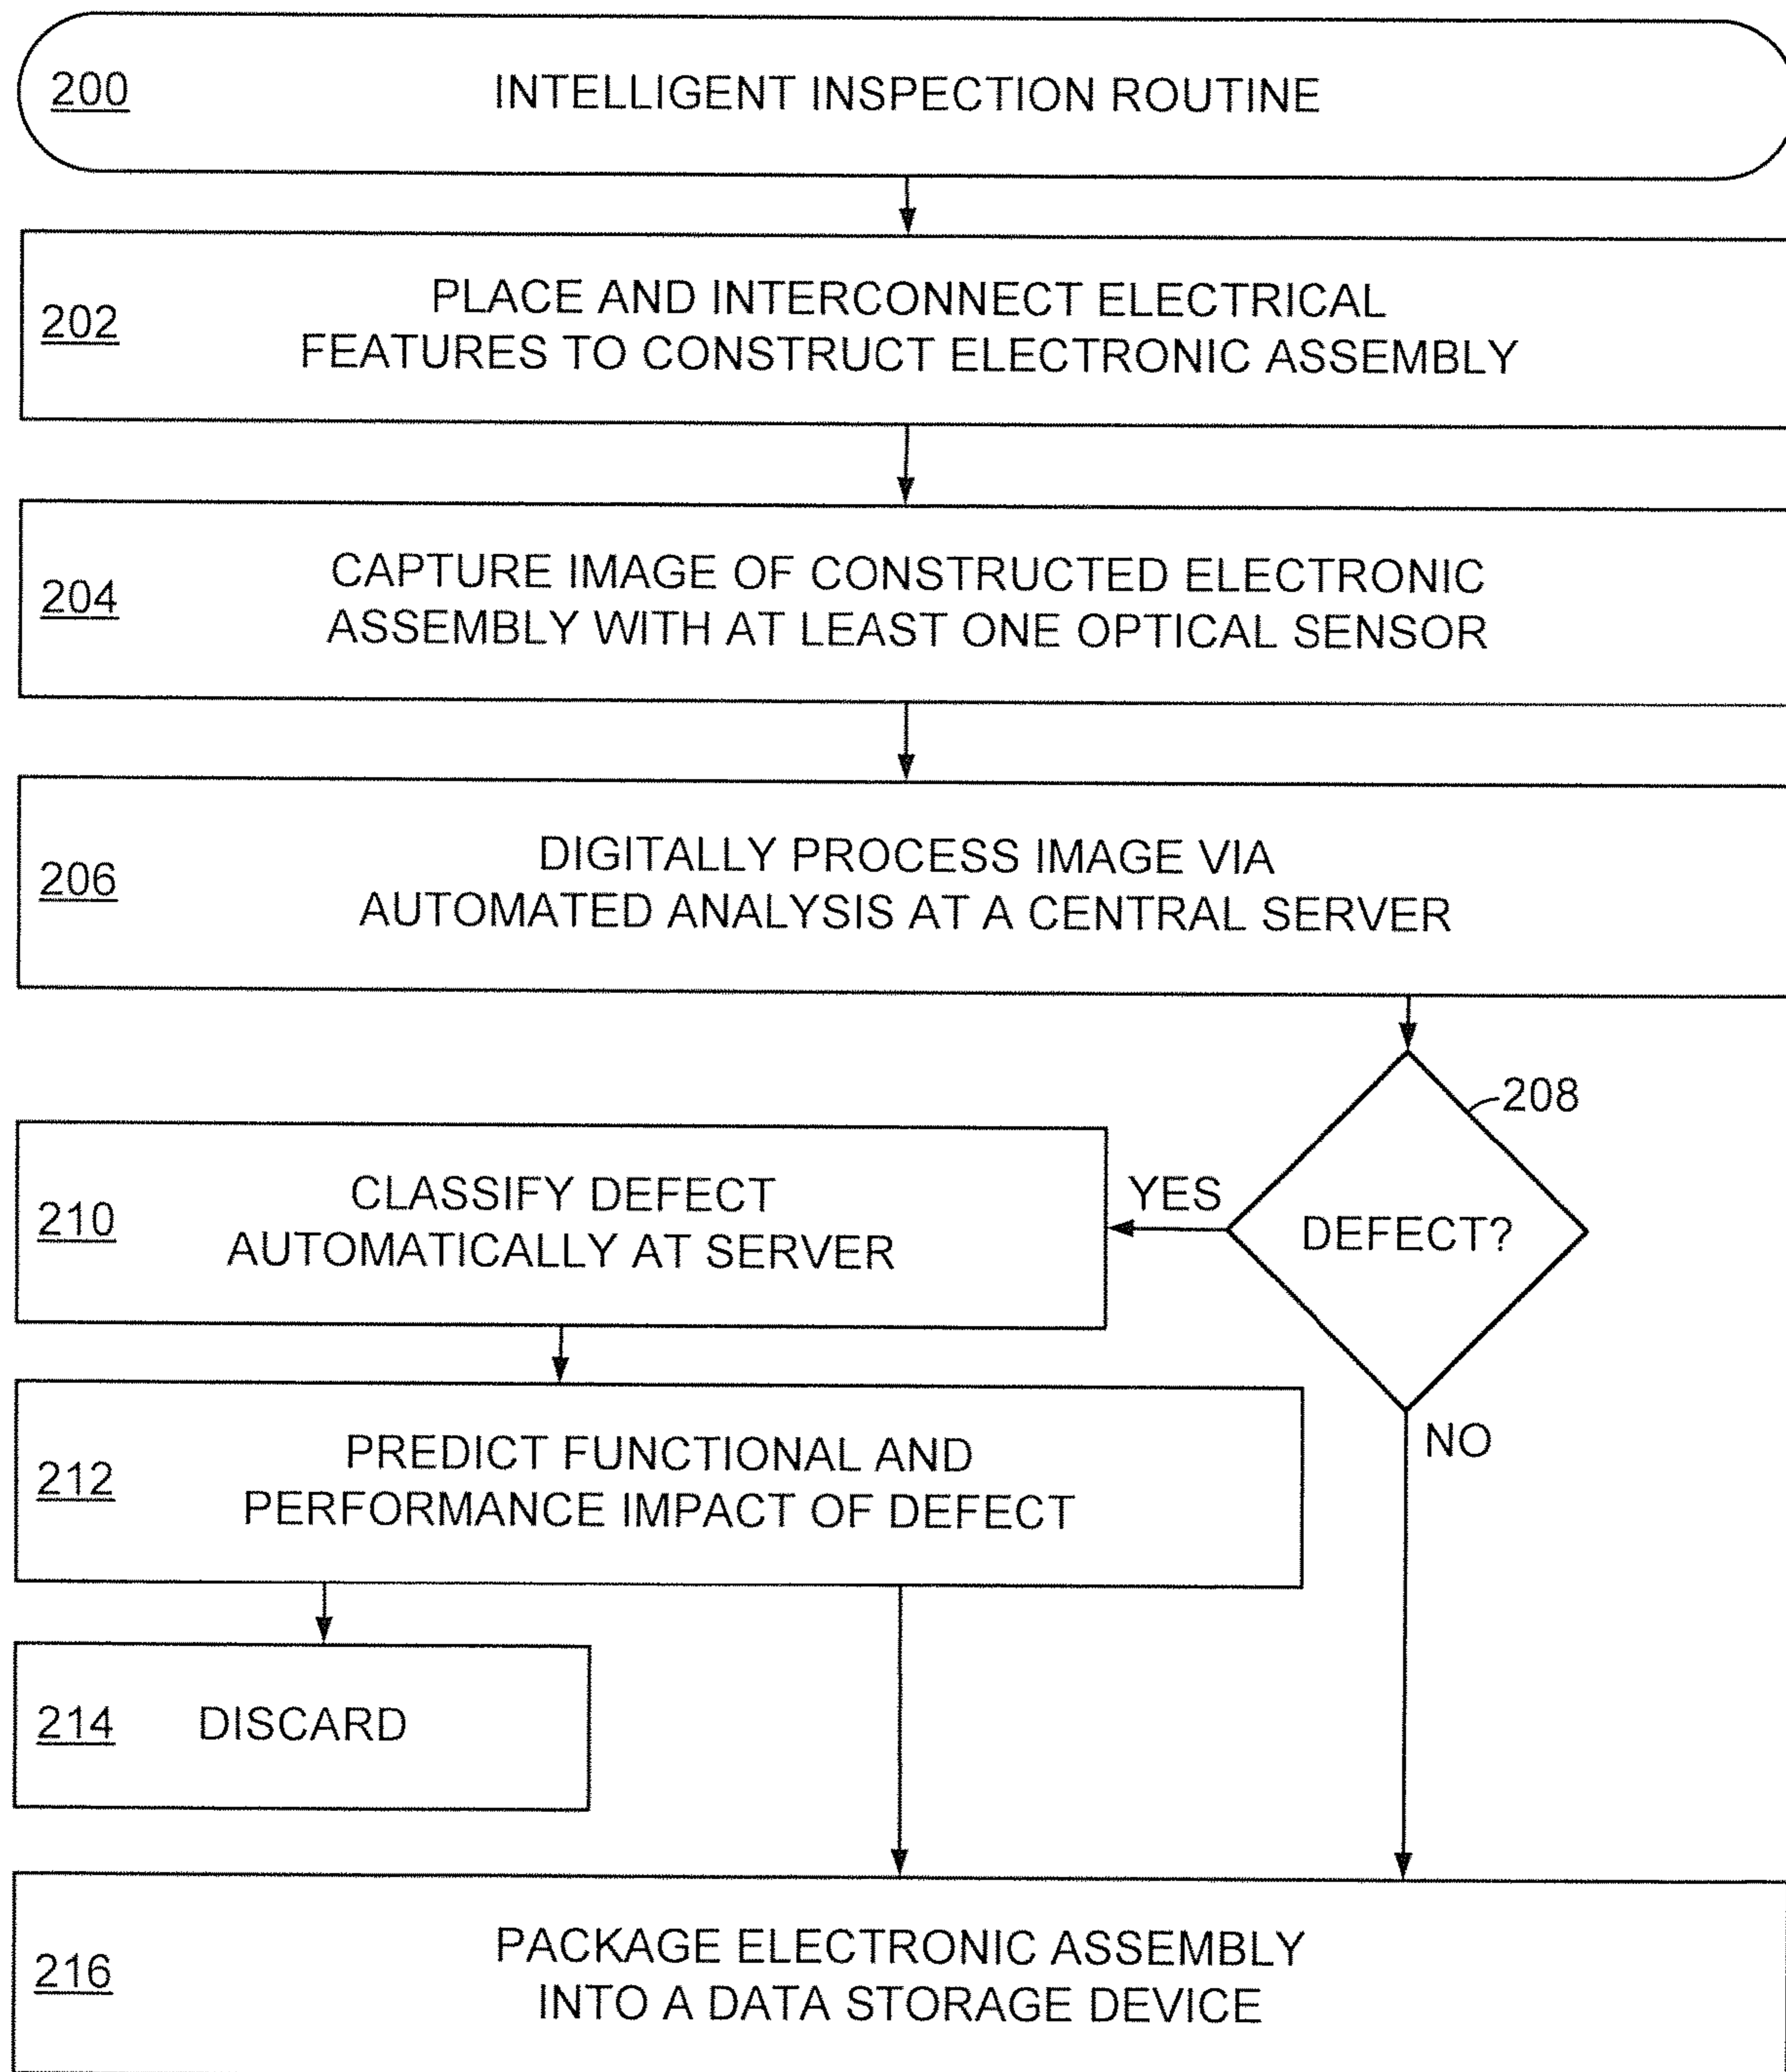 200 INTELLIGENT INSPECTION ROUTINE
202 PLACE AND INTERCONNECT ELECTRICAL
FEATURES TO CONSTRUCT ELECTRONIC ASSEMBLY
204 CAPTURE IMAGE OF CONSTRUCTED ELECTRONIC
ASSEMBLY WITH AT LEAST ONE OPTICAL SENSOR
206 DIGITALLY PROCESS IMAGE VIA
AUTOMATED ANALYSIS AT A CENTRAL SERVER
208
DEFECT?
YES
NO
210 CLASSIFY DEFECT
AUTOMATICALLY AT SERVER
212 PREDICT FUNCTIONAL AND
PERFORMANCE IMPACT OF DEFECT
214 DISCARD
216 PACKAGE ELECTRONIC ASSEMBLY
INTO A DATA STORAGE DEVICE